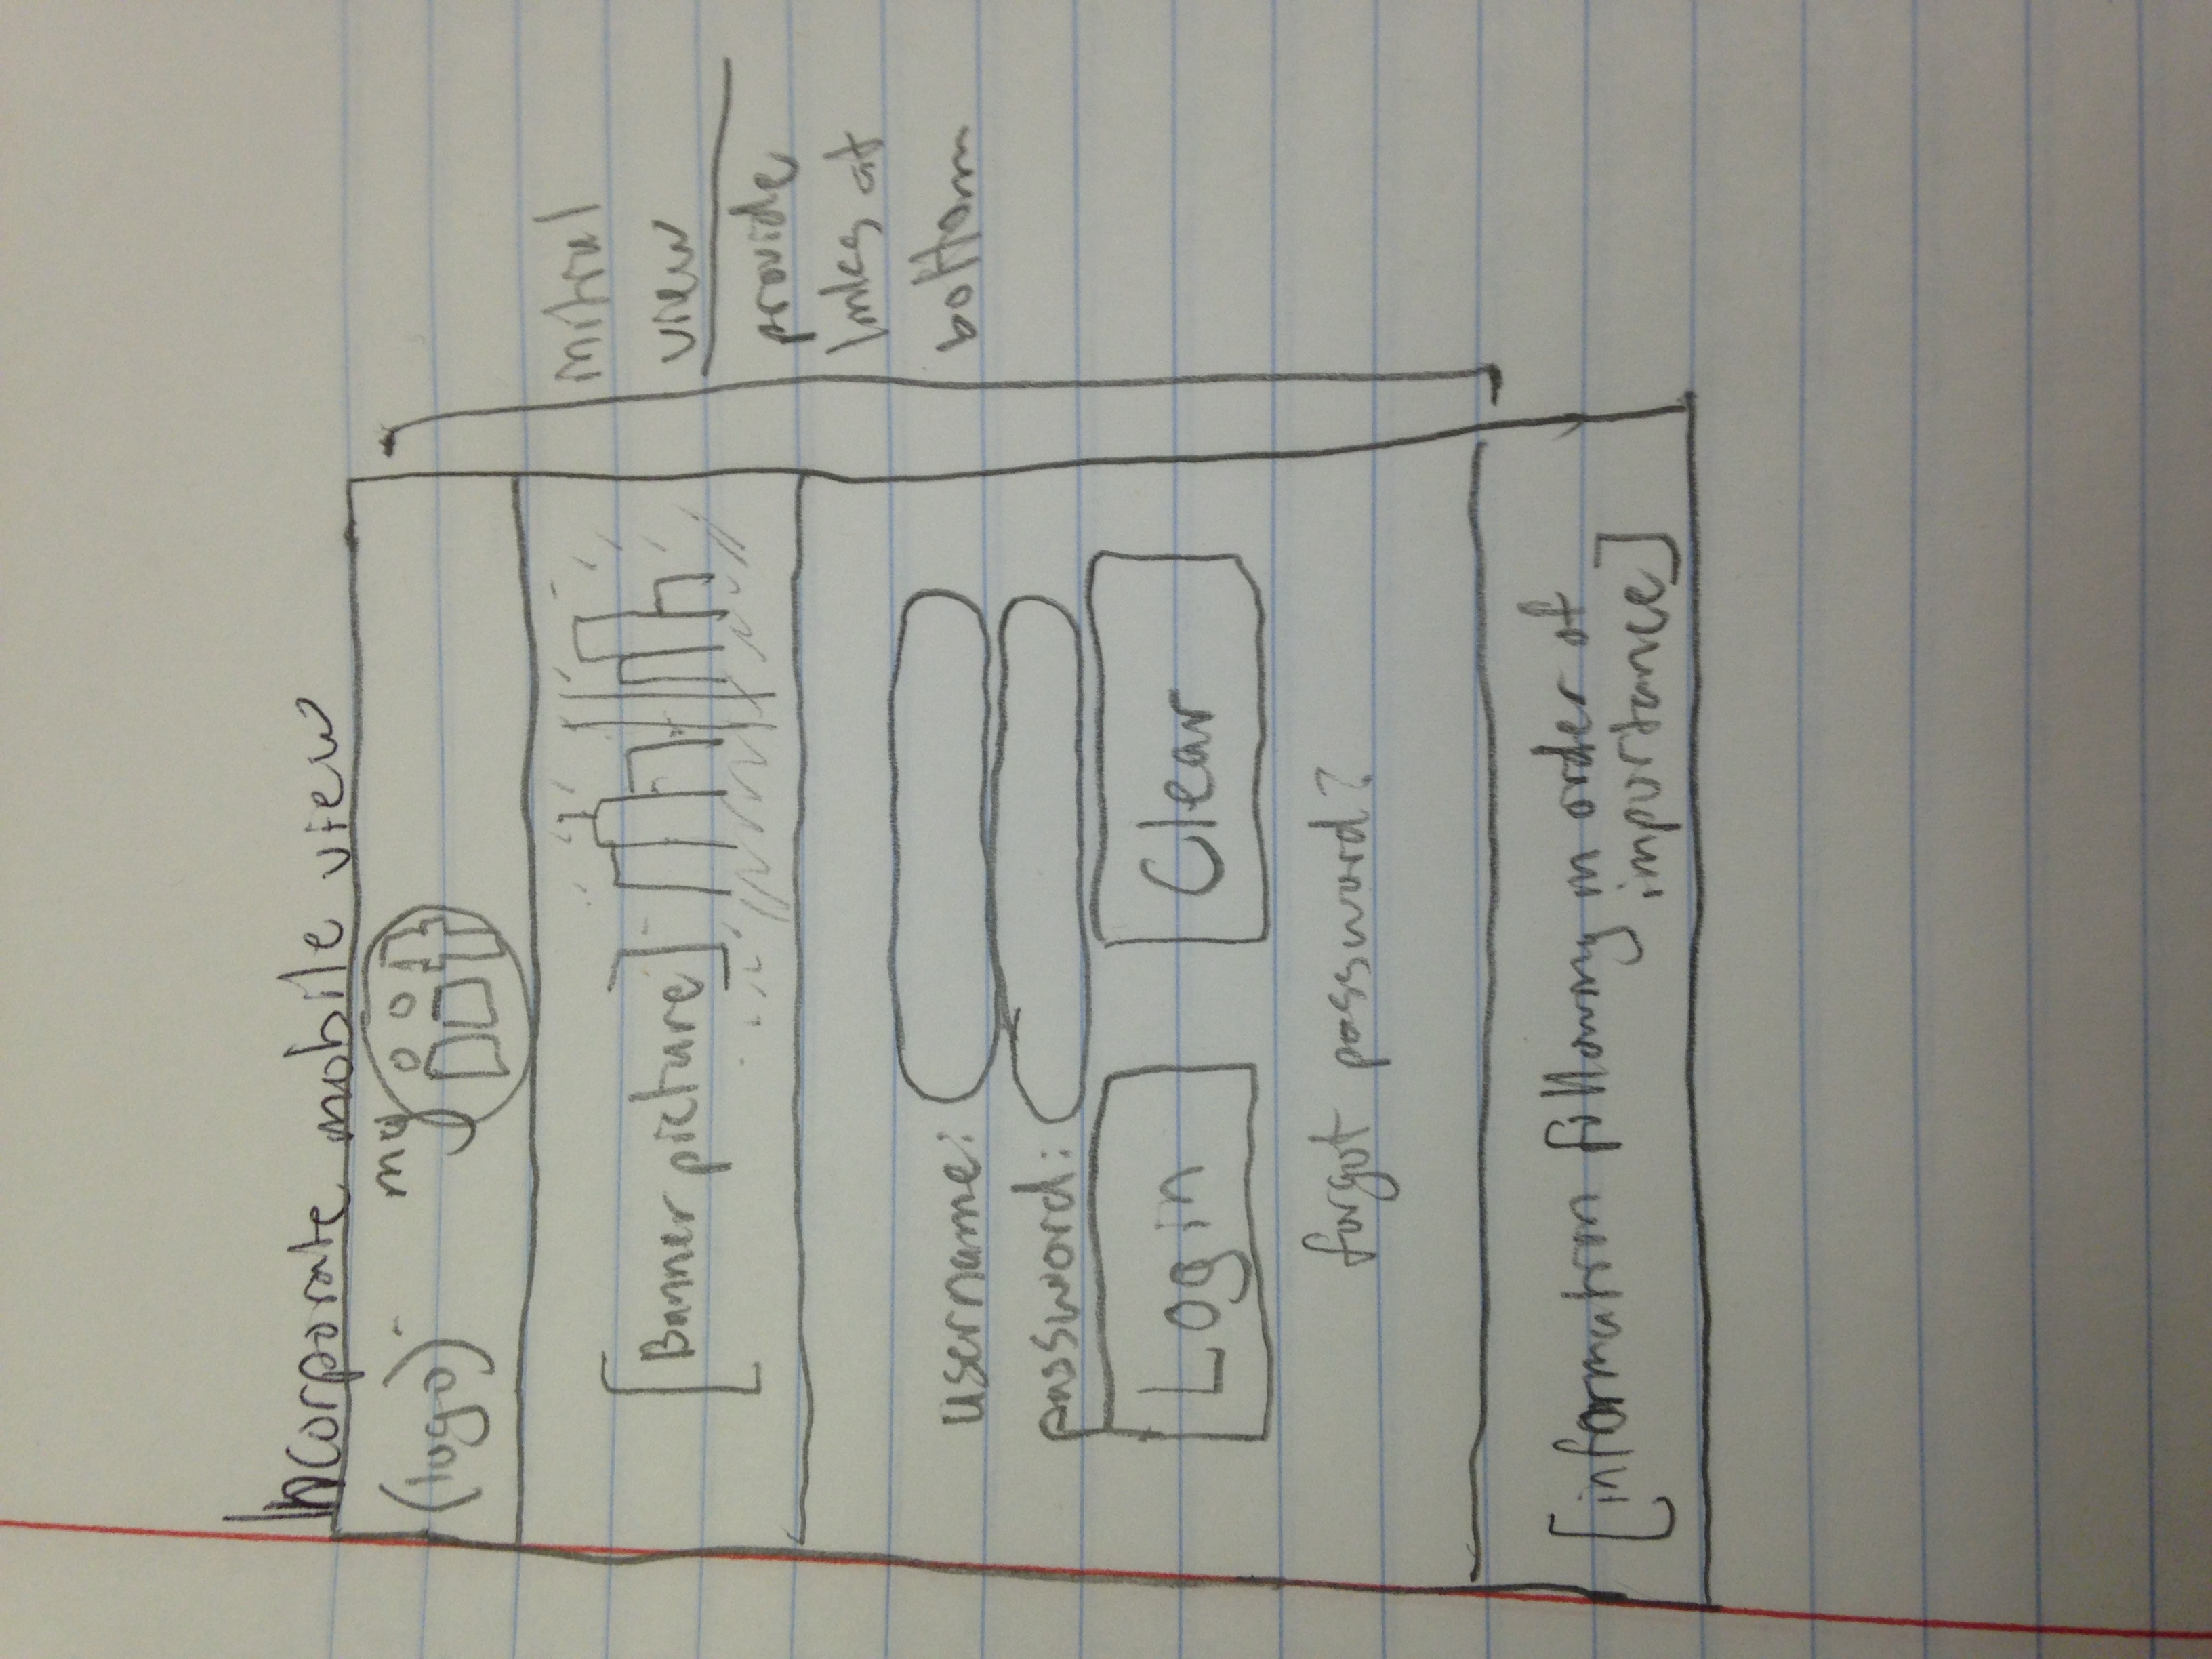 Incorporate mobile view
(logo) my
[Banner picture]
username:
password:
Login Clear
forgot password?
[information following in order of
importance]
initial
view
provide
links at
bottom